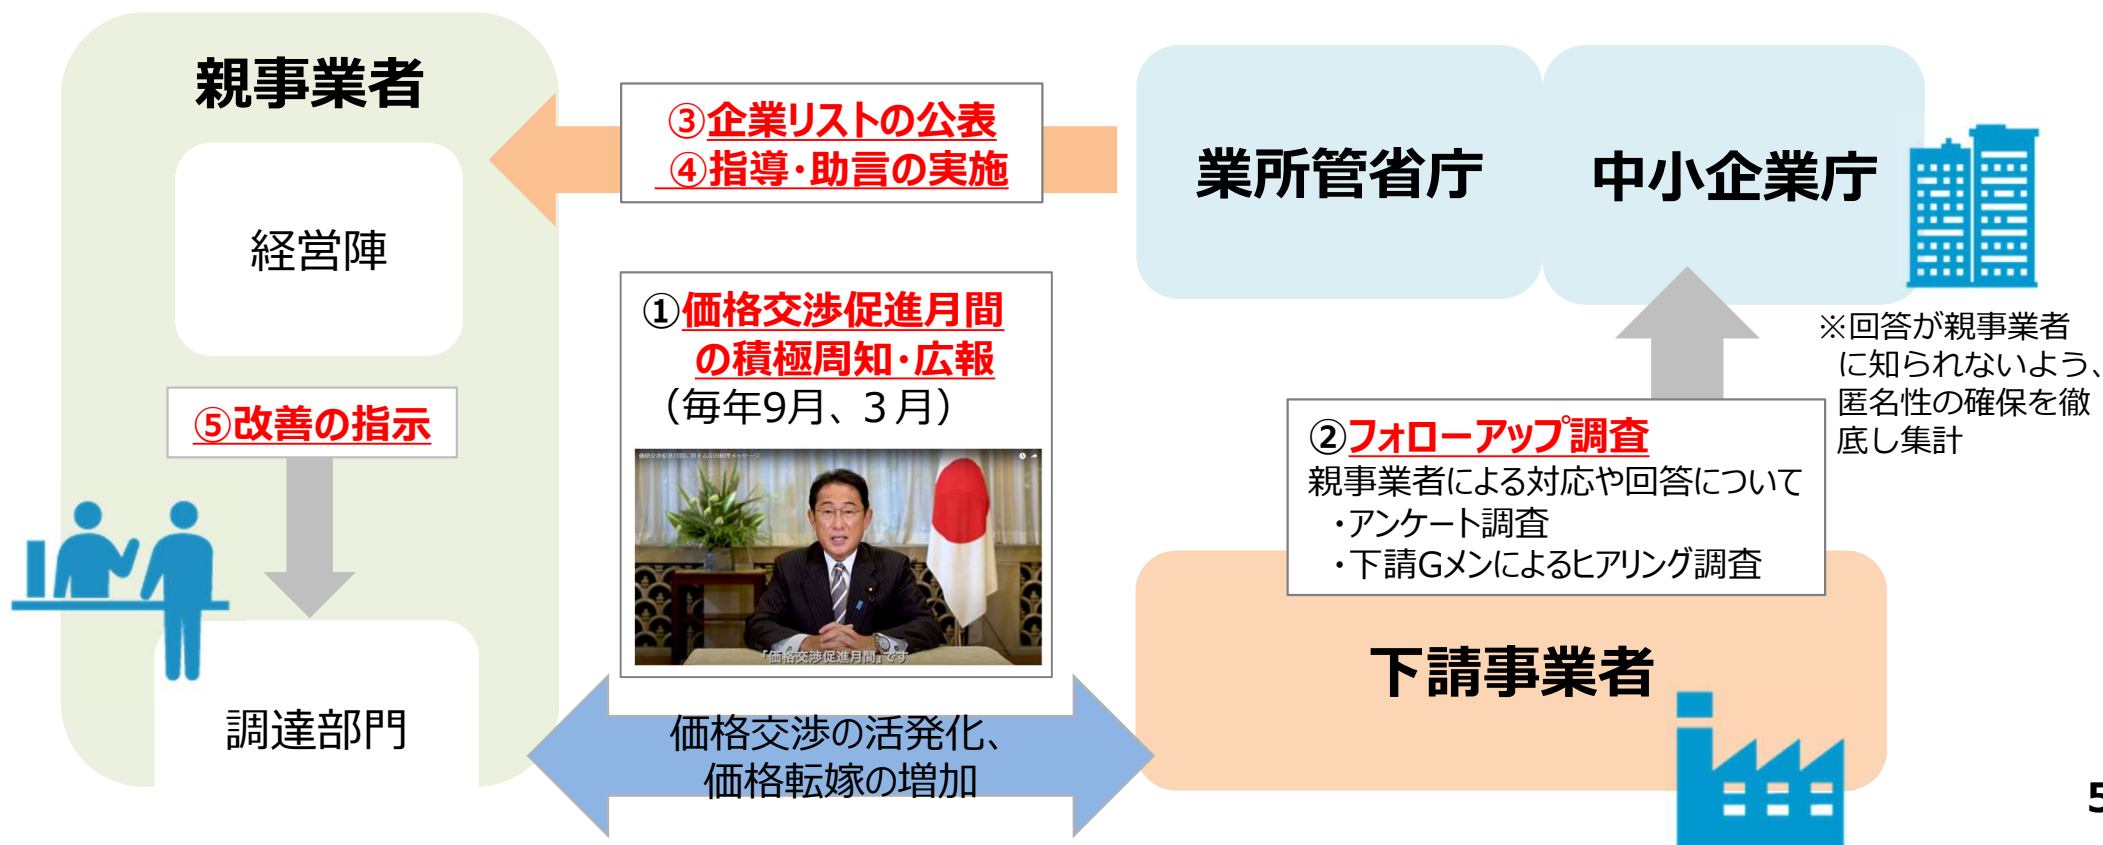 親事業者
経営陣
⑤改善の指示
調達部門
③企業リストの公表
④指導・助言の実施
①価格交渉促進月間
の積極周知・広報
（毎年9月、3月）
「価格交渉促進月間」です
価格交渉の活発化、
価格転嫁の増加
業所管省庁
中小企業庁
※回答が親事業者
に知られないよう、
匿名性の確保を徹
底し集計
②フォローアップ調査
親事業者による対応や回答について
・アンケート調査
・下請Gメンによるヒアリング調査
下請事業者
5